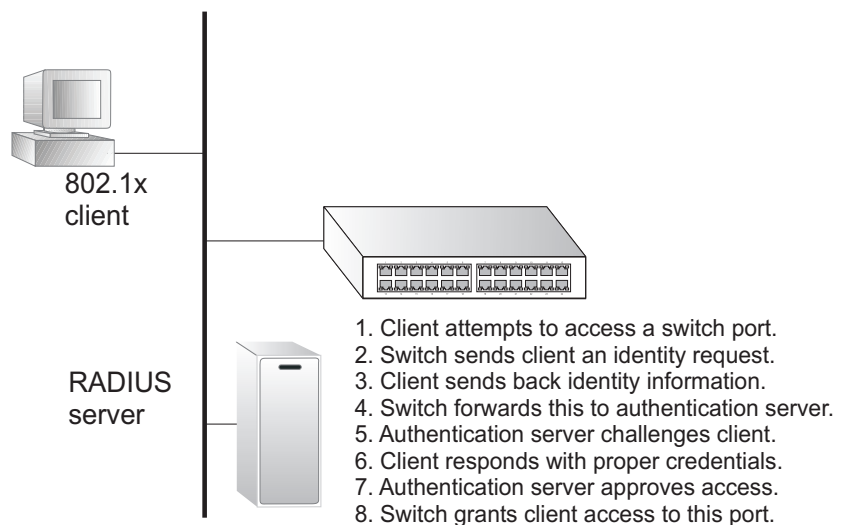 802.1x
client
1. Client attempts to access a switch port.
2. Switch sends client an identity request.
3. Client sends back identity information.
4. Switch forwards this to authentication server.
5. Authentication server challenges client.
6. Client responds with proper credentials.
7. Authentication server approves access.
8. Switch grants client access to this port.
RADIUS
server